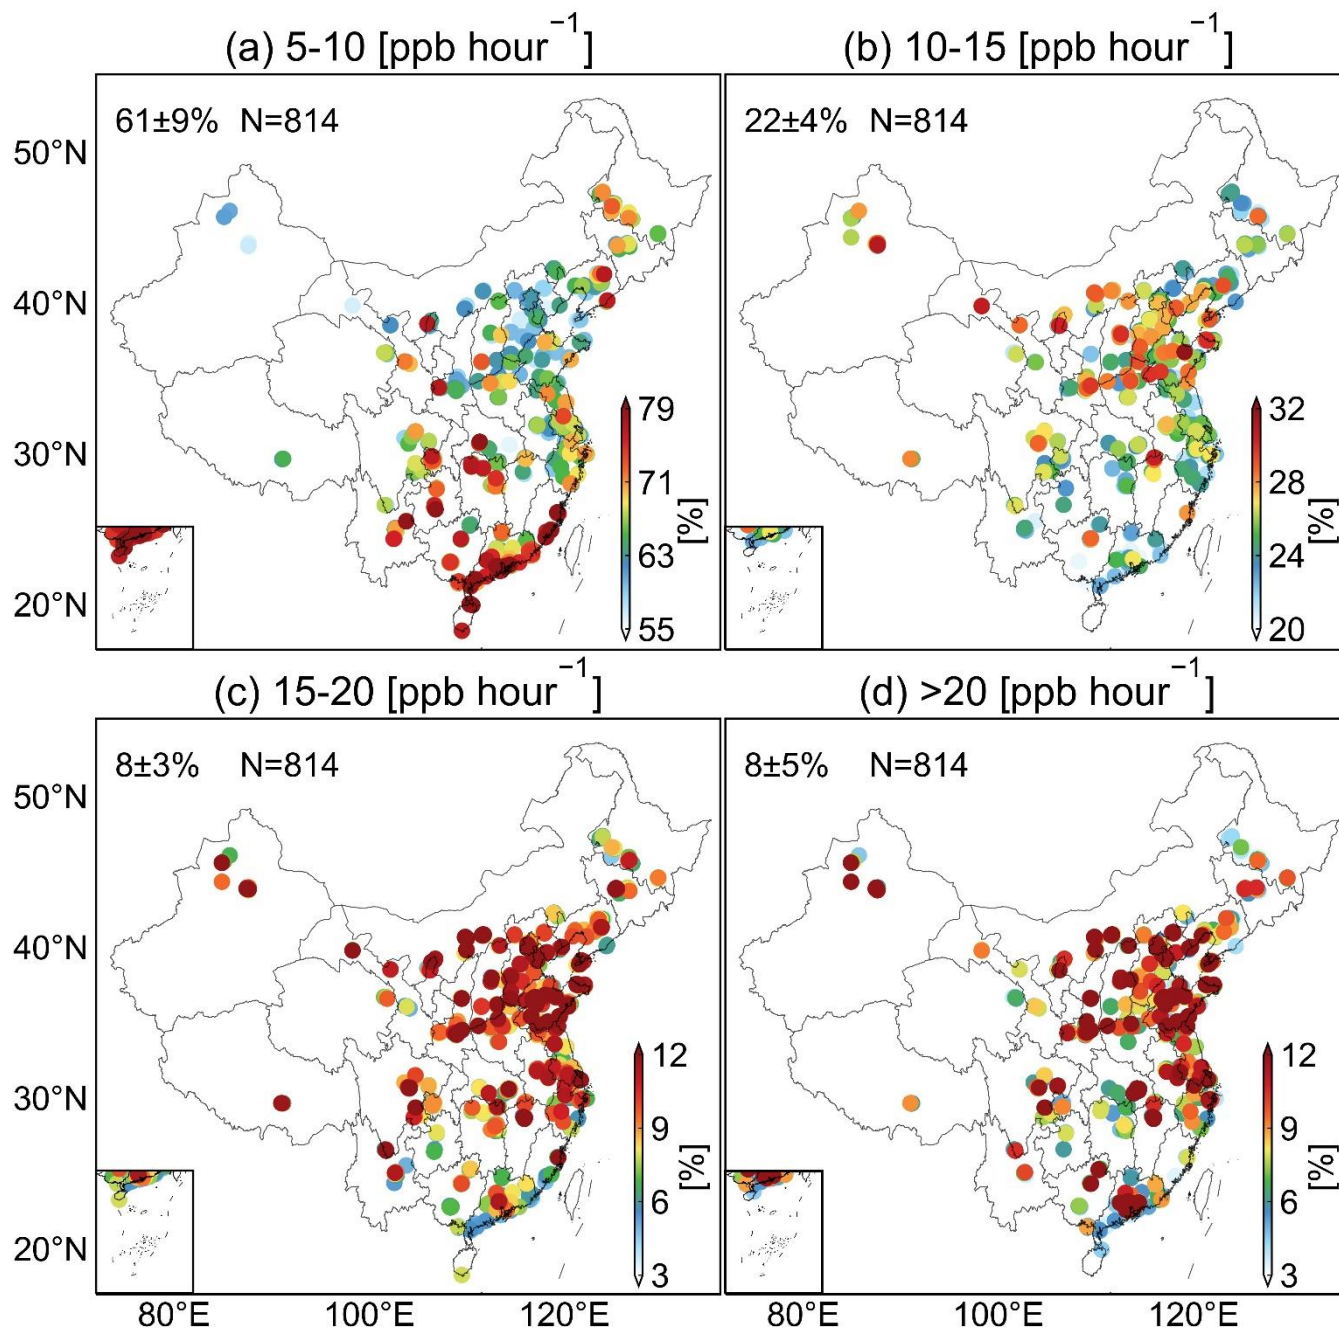 (a) 5-10 [ppb hour⁻¹]
(b) 10-15 [ppb hour⁻¹]
61±9% N=814
22±4% N=814
50°N
40°N
30°N
20°N
79
71
63
55
[%]
32
28
24
20
[%]
(c) 15-20 [ppb hour⁻¹]
(d) >20 [ppb hour⁻¹]
8±3% N=814
8±5% N=814
50°N
40°N
30°N
20°N
12
9
6
3
[%]
12
9
6
3
[%]
80°E 100°E 120°E
80°E 100°E 120°E